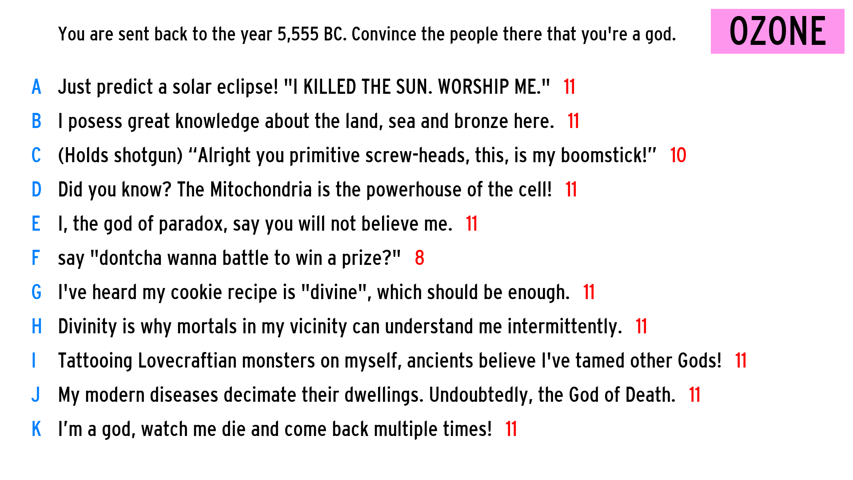 You are sent back to the year 5,555 BC. Convince the people there that you're a god.
OZONE
A Just predict a solar eclipse! "I KILLED THE SUN. WORSHIP ME." 11
B I posess great knowledge about the land, sea and bronze here. 11
C (Holds shotgun) “Alright you primitive screw-heads, this, is my boomstick!” 10
D Did you know? The Mitochondria is the powerhouse of the cell! 11
E I, the god of paradox, say you will not believe me. 11
F say "dontcha wanna battle to win a prize?" 8
G I've heard my cookie recipe is "divine", which should be enough. 11
H Divinity is why mortals in my vicinity can understand me intermittently. 11
I Tattooing Lovecraftian monsters on myself, ancients believe I've tamed other Gods! 11
J My modern diseases decimate their dwellings. Undoubtedly, the God of Death. 11
K I’m a god, watch me die and come back multiple times! 11